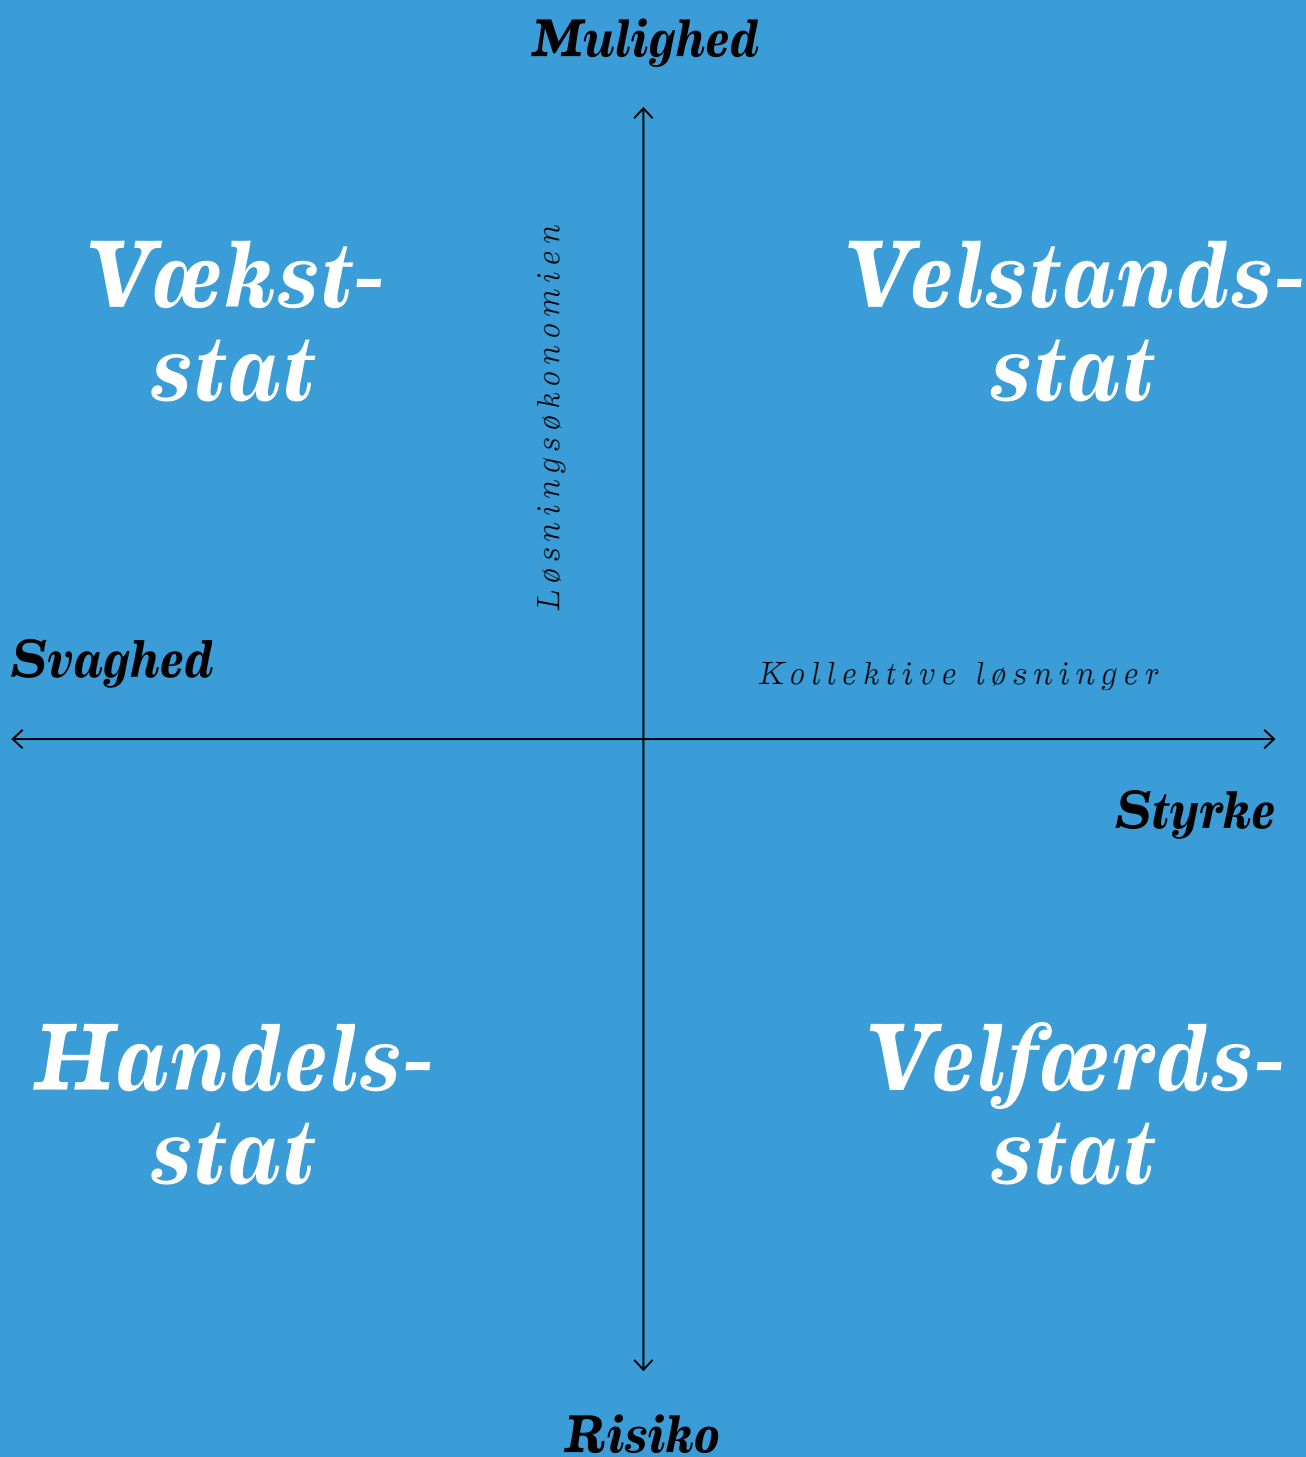 Mulighed
Vækst-
stat
Løsningsøkonomien
Velstands-
stat
Svaghed
Kollektive løsninger
Styrke
Handels-
stat
Velfærds-
stat
Risiko